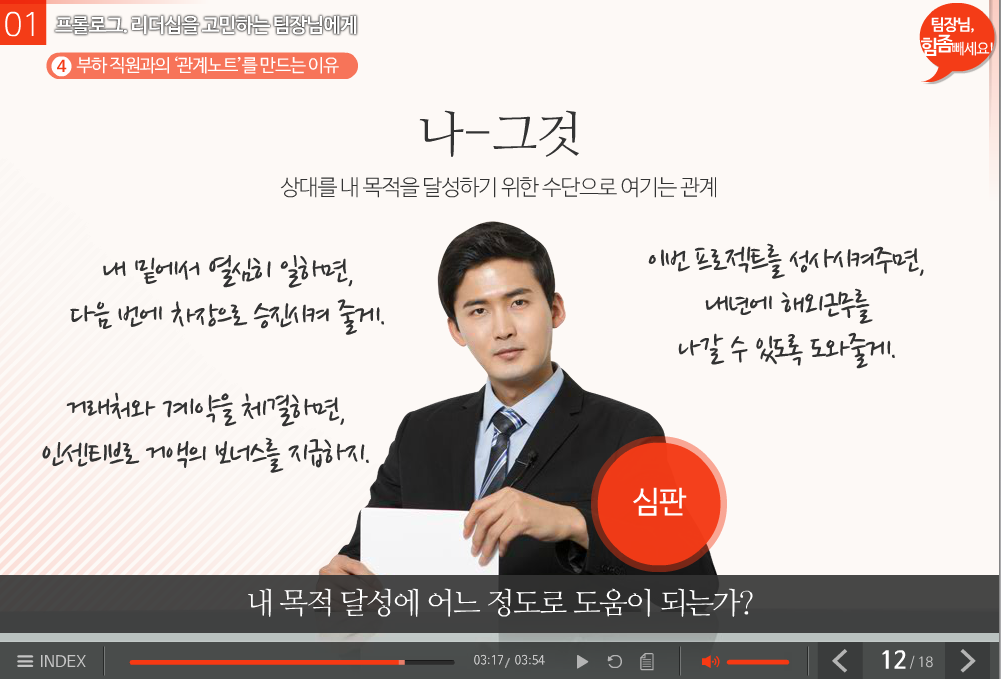 01 프롤로그. 리더십을 고민하는 팀장님에게
팀장님,
힘좀빼세요!
4 부하 직원과의 ‘관계노트’를 만드는 이유
나-그것
상대를 내 목적을 달성하기 위한 수단으로 여기는 관계
내 밑에서 열심히 일하면,
다음 번에 차장으로 승진시켜 줄게.
이번 프로젝트를 성사시켜주면,
내년에 해외근무를
나갈 수 있도록 도와줄게.
거래처와 계약을 체결하면,
인센티브로 거액의 보너스를 지급하지.
심판
내 목적 달성에 어느 정도로 도움이 되는가?
INDEX 03:17 / 03:54 12 / 18